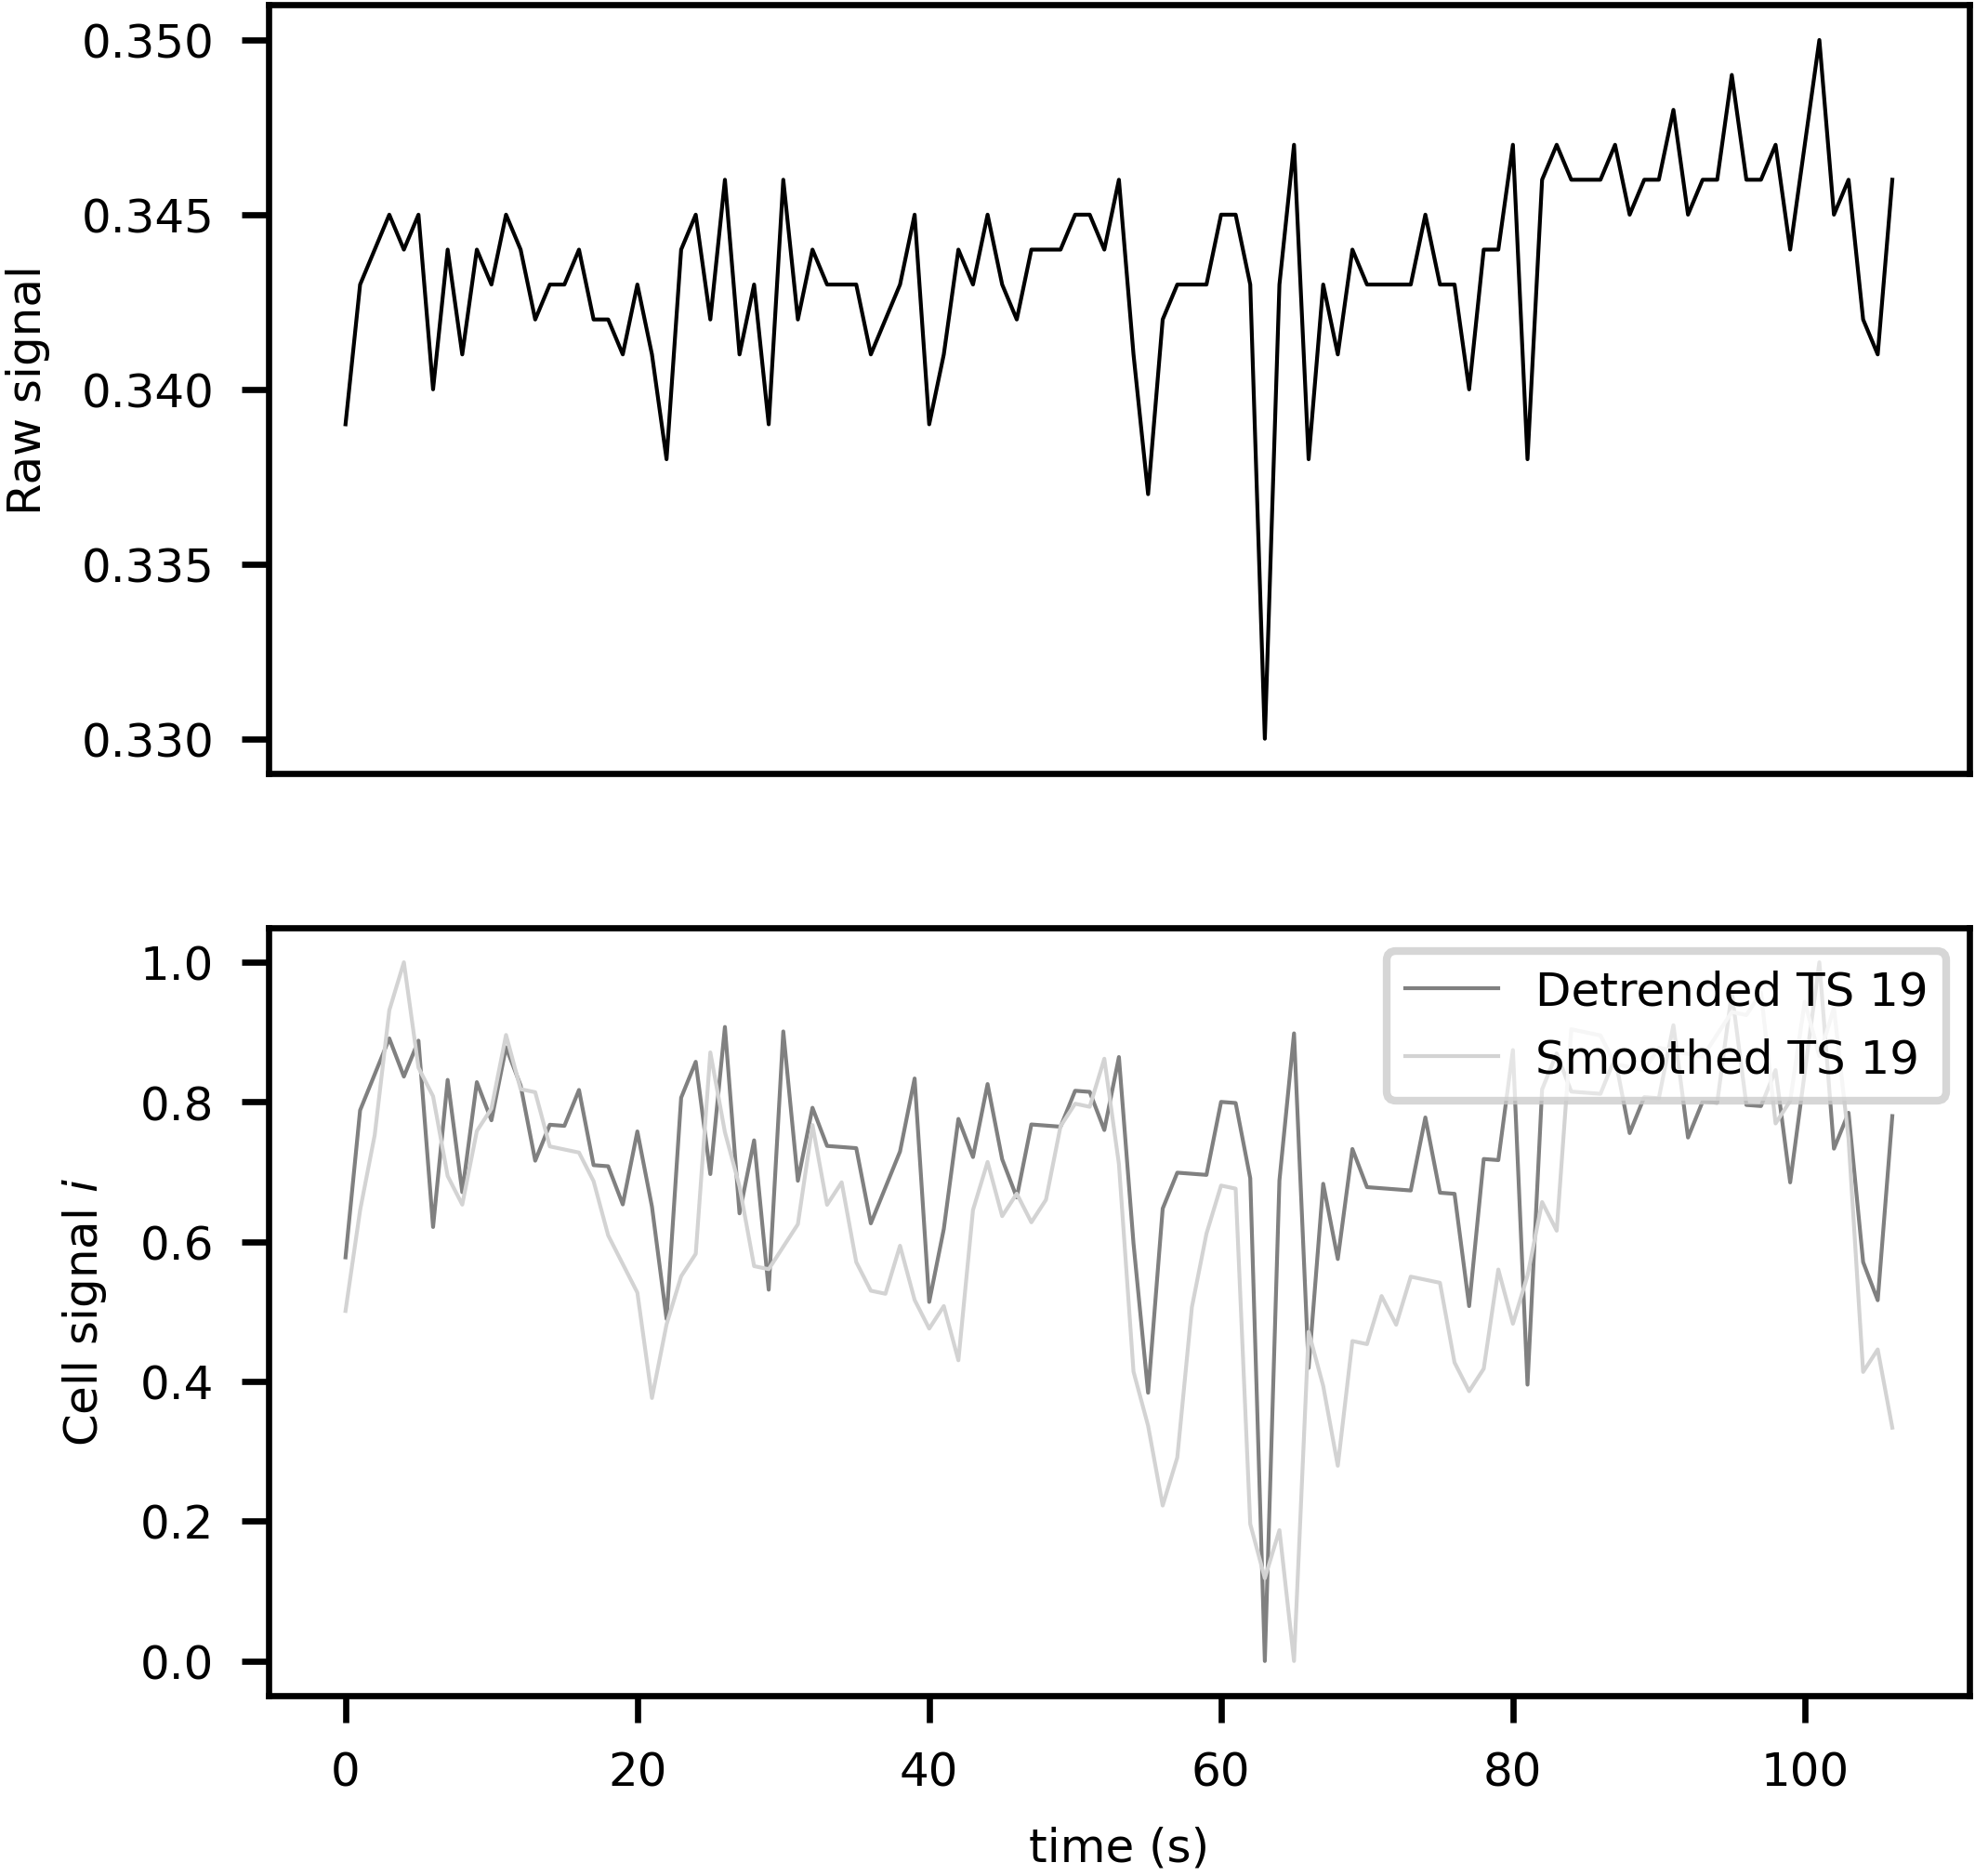 0.350
0.345
0.340
0.335
0.330
Raw signal
1.0
0.8
0.6
0.4
0.2
0.0
Cell signal i
Detrended TS 19
Smoothed TS 19
0 20 40 60 80 100
time (s)